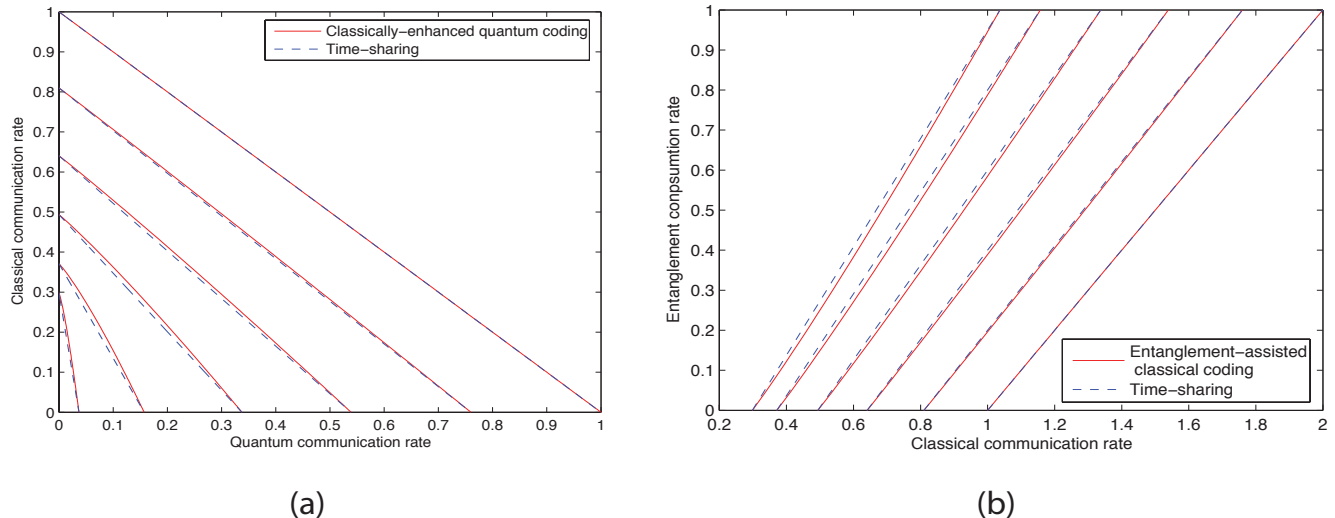 1
0.9
0.8
0.7
0.6
0.5
0.4
0.3
0.2
0.1
0
0 0.1 0.2 0.3 0.4 0.5 0.6 0.7 0.8 0.9 1
Classical communication rate
Quantum communication rate
Classically-enhanced quantum coding
Time-sharing
(a)
1
0.9
0.8
0.7
0.6
0.5
0.4
0.3
0.2
0.1
0
0.2 0.4 0.6 0.8 1 1.2 1.4 1.6 1.8 2
Entanglement conpsumtion rate
Classical communication rate
Entanglement-assisted
classical coding
Time-sharing
(b)